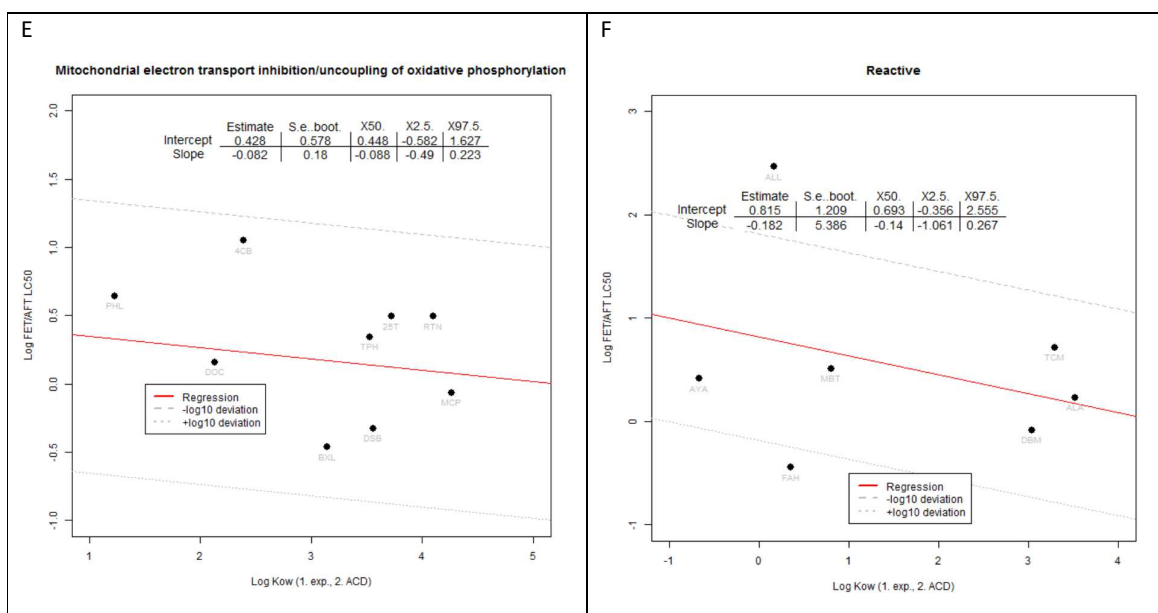 E
Mitochondrial electron transport inhibition/uncoupling of oxidative phosphorylation
Estimate S.e..boot. X50. X2.5. X97.5.
Intercept 0.428 0.578 0.448 -0.582 1.627
Slope -0.082 0.18 -0.088 -0.49 0.223
Log FET/AFT LC50
2.0
1.5
1.0
0.5
0.0
-0.5
-1.0
4CB
PHL
28T
RTN
TPH
DOC
MCP
DSB
BXL
Regression
-log10 deviation
+log10 deviation
1 2 3 4 5
Log Kow (1. exp., 2. ACD)
F
Reactive
Estimate S.e..boot. X50. X2.5. X97.5.
Intercept 0.815 1.209 0.693 -0.356 2.555
Slope -0.182 5.386 -0.14 -1.061 0.267
Log FET/AFT LC50
3
2
1
0
-1
ALL
TCM
MBT
AYA
ALA
DBM
FAH
Regression
-log10 deviation
+log10 deviation
-1 0 1 2 3 4
Log Kow (1. exp., 2. ACD)